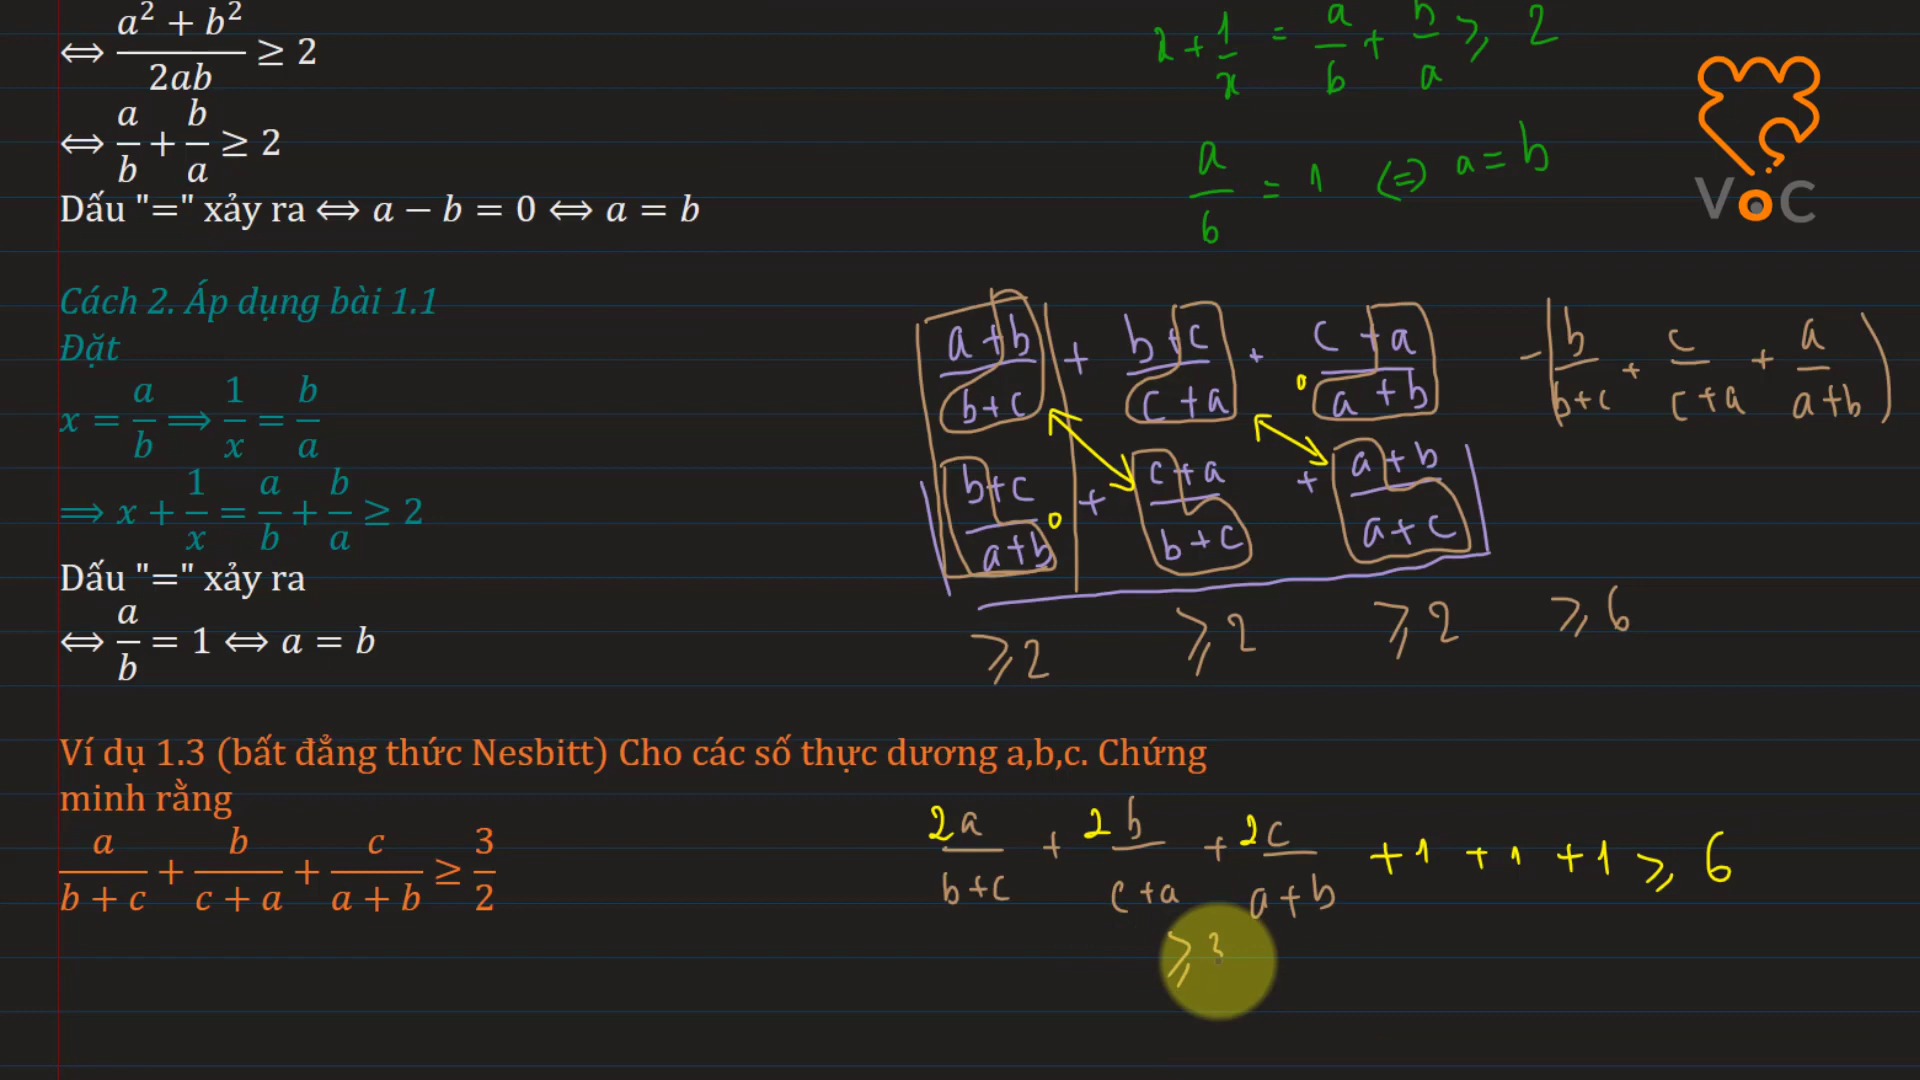 ⟺ (a² + b²)/(2ab) ≥ 2
⟺ a/b + b/a ≥ 2
Dấu "=" xảy ra ⟺ a − b = 0 ⟺ a = b
Cách 2. Áp dụng bài 1.1
Đặt
x = a/b ⟹ 1/x = b/a
⟹ x + 1/x = a/b + b/a ≥ 2
Dấu "=" xảy ra
⟺ a/b = 1 ⟺ a = b
Ví dụ 1.3 (bất đẳng thức Nesbitt) Cho các số thực dương a,b,c. Chứng
minh rằng
a/(b + c) + b/(c + a) + c/(a + b) ≥ 3/2
x + 1/x = a/b + b/a ≥ 2
a/b = 1 ⟺ a = b
VOC
(a+b)/(b+c) + (b+c)/(c+a) + (c+a)/(a+b) − (b/(b+c) + c/(c+a) + a/(a+b))
(b+c)/(a+b) + (c+a)/(b+c) + (a+b)/(a+c)
≥ 2 ≥ 2 ≥ 2 ≥ 6
2a/(b+c) + 2b/(c+a) + 2c/(a+b) + 1 + 1 + 1 ≥ 6
≥ 3